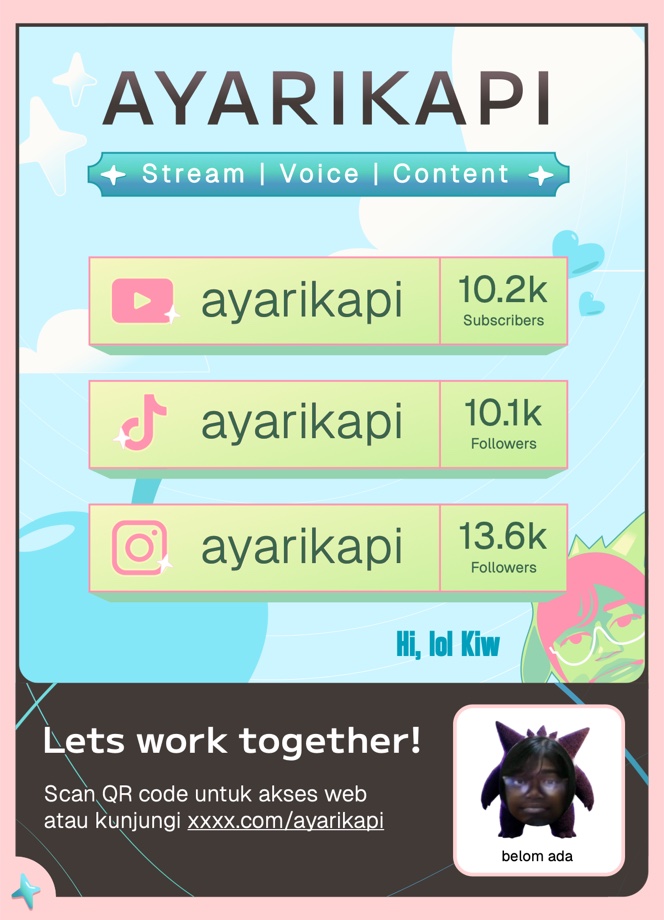 AYARIKAPI
Stream | Voice | Content
ayarikapi
10.2k
Subscribers
ayarikapi
10.1k
Followers
ayarikapi
13.6k
Followers
Hi, lol Kiw
Lets work together!
Scan QR code untuk akses web
atau kunjungi xxxx.com/ayarikapi
belom ada